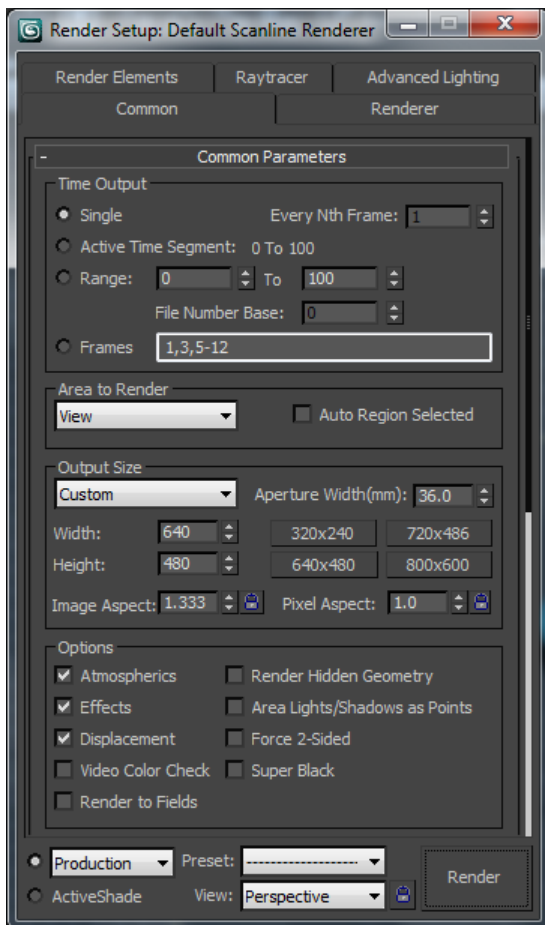 Render Setup: Default Scanline Renderer
Render Elements Raytracer Advanced Lighting
Common Renderer
- Common Parameters
Time Output
Single Every Nth Frame: 1
Active Time Segment: 0 To 100
Range: 0 To 100
File Number Base: 0
Frames 1,3,5-12
Area to Render
View Auto Region Selected
Output Size
Custom Aperture Width(mm): 36.0
Width: 640 320x240 720x486
Height: 480 640x480 800x600
Image Aspect: 1.333 Pixel Aspect: 1.0
Options
Atmospherics Render Hidden Geometry
Effects Area Lights/Shadows as Points
Displacement Force 2-Sided
Video Color Check Super Black
Render to Fields
Production Preset: --------------------
Render
ActiveShade View: Perspective